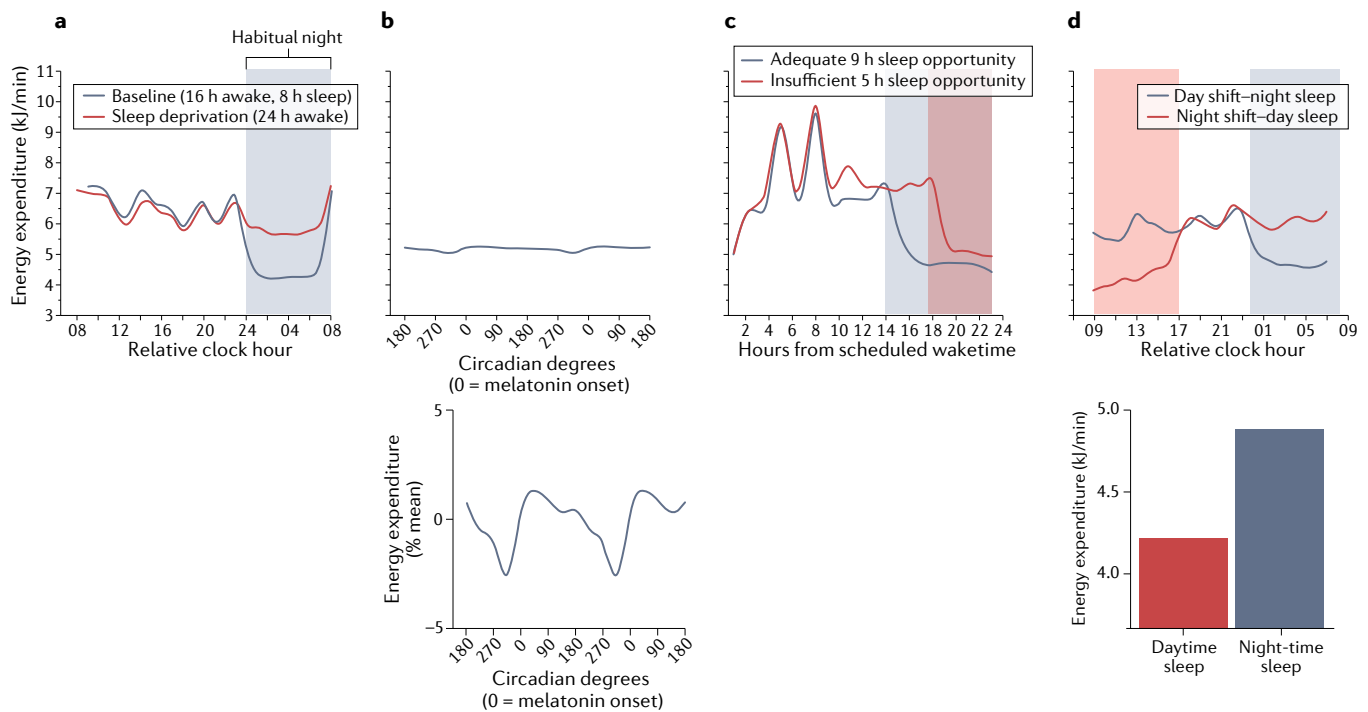 a
Habitual night
Baseline (16 h awake, 8 h sleep)
Sleep deprivation (24 h awake)
Energy expenditure (kJ/min)
11
10
9
8
7
6
5
4
3
08 12 16 20 24 04 08
Relative clock hour
b
180 270 0 90 180 270 0 90 180
Circadian degrees
(0 = melatonin onset)
Energy expenditure
(% mean)
5
0
−5
180 270 0 90 180 270 0 90 180
Circadian degrees
(0 = melatonin onset)
c
Adequate 9 h sleep opportunity
Insufficient 5 h sleep opportunity
2 4 6 8 10 12 14 16 18 20 22 24
Hours from scheduled waketime
d
Day shift–night sleep
Night shift–day sleep
09 13 17 21 01 05 09
Relative clock hour
Energy expenditure (kJ/min)
5.0
4.5
4.0
Daytime
sleep
Night-time
sleep